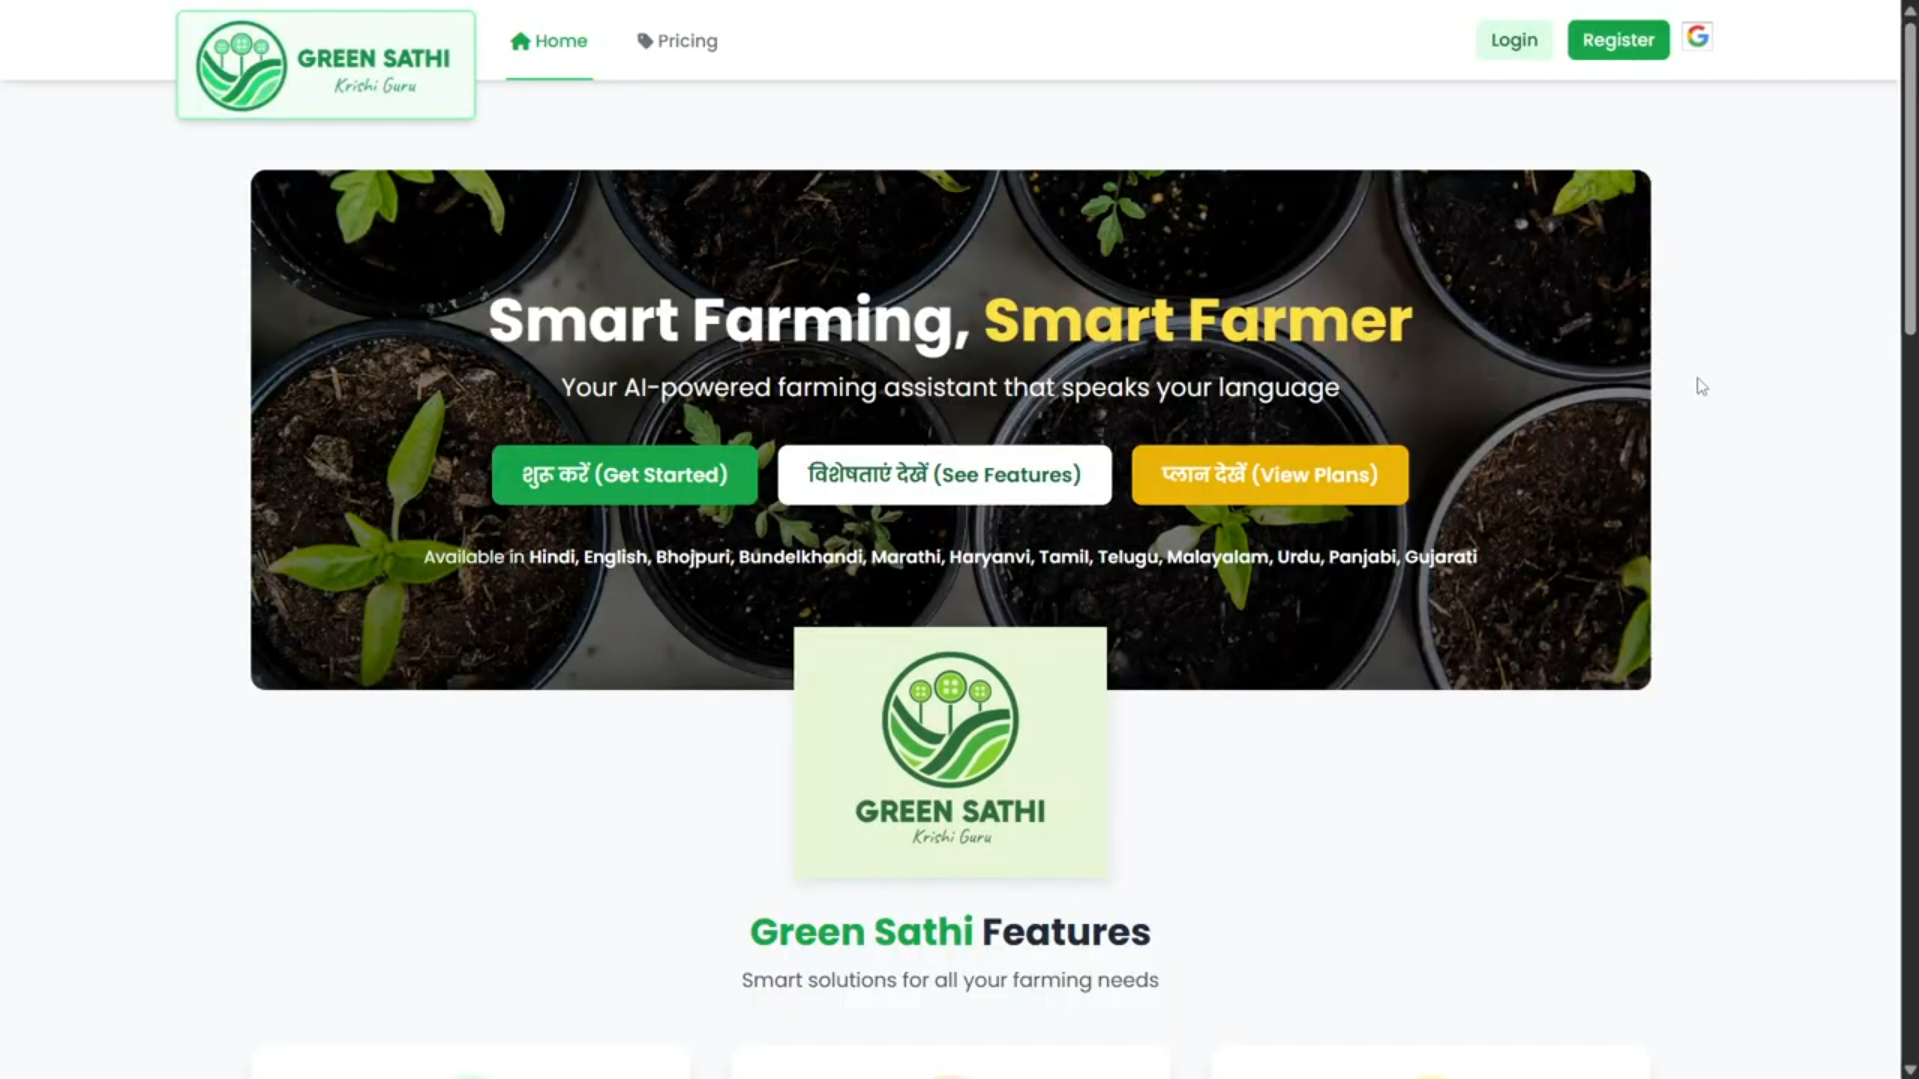 GREEN SATHI
Krishi Guru
Home
Pricing
Login
Register
G
Smart Farming, Smart Farmer
Your AI-powered farming assistant that speaks your language
शुरू करें (Get Started)
विशेषताएं देखें (See Features)
प्लान देखें (View Plans)
Available in Hindi, English, Bhojpuri, Bundelkhandi, Marathi, Haryanvi, Tamil, Telugu, Malayalam, Urdu, Panjabi, Gujarati
GREEN SATHI
Krishi Guru
Green Sathi Features
Smart solutions for all your farming needs